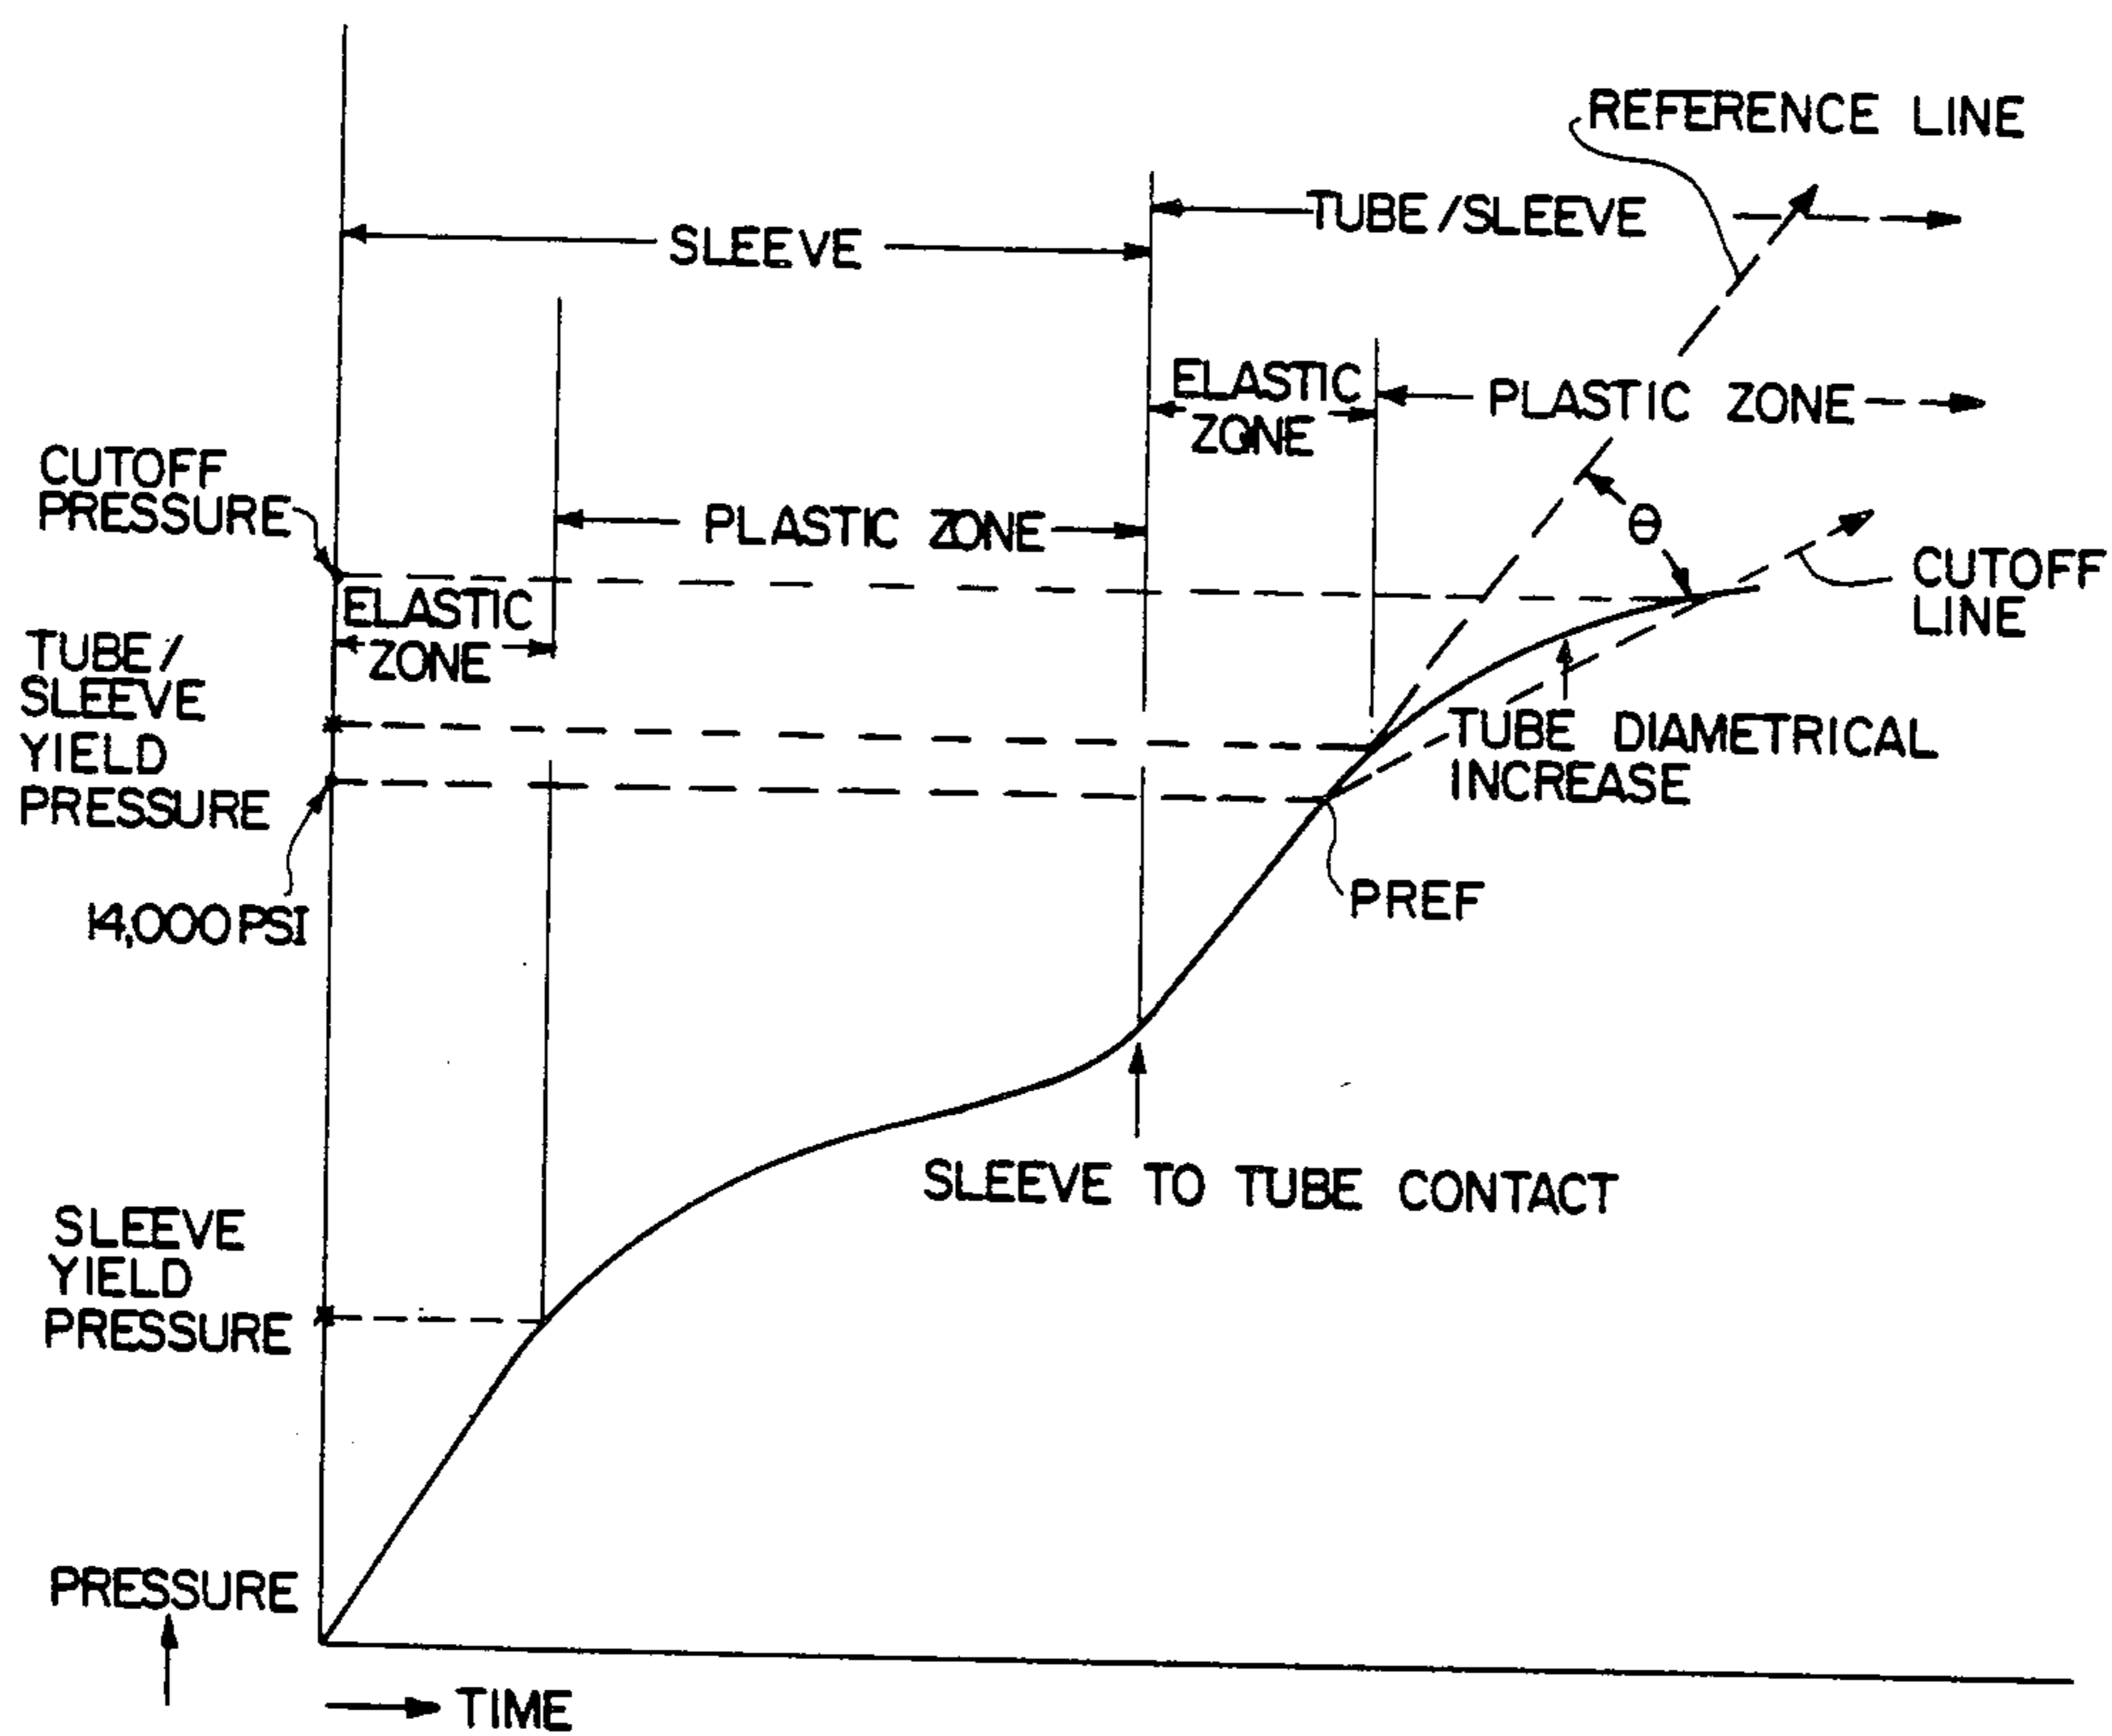 REFERENCE LINE
TUBE/SLEEVE
SLEEVE
ELASTIC
ZONE
PLASTIC ZONE
CUTOFF
PRESSURE
PLASTIC ZONE
θ
CUTOFF
LINE
ELASTIC
ZONE
TUBE/
SLEEVE
YIELD
PRESSURE
TUBE DIAMETRICAL
INCREASE
14,000 PSI
PREF
SLEEVE TO TUBE CONTACT
SLEEVE
YIELD
PRESSURE
PRESSURE
TIME